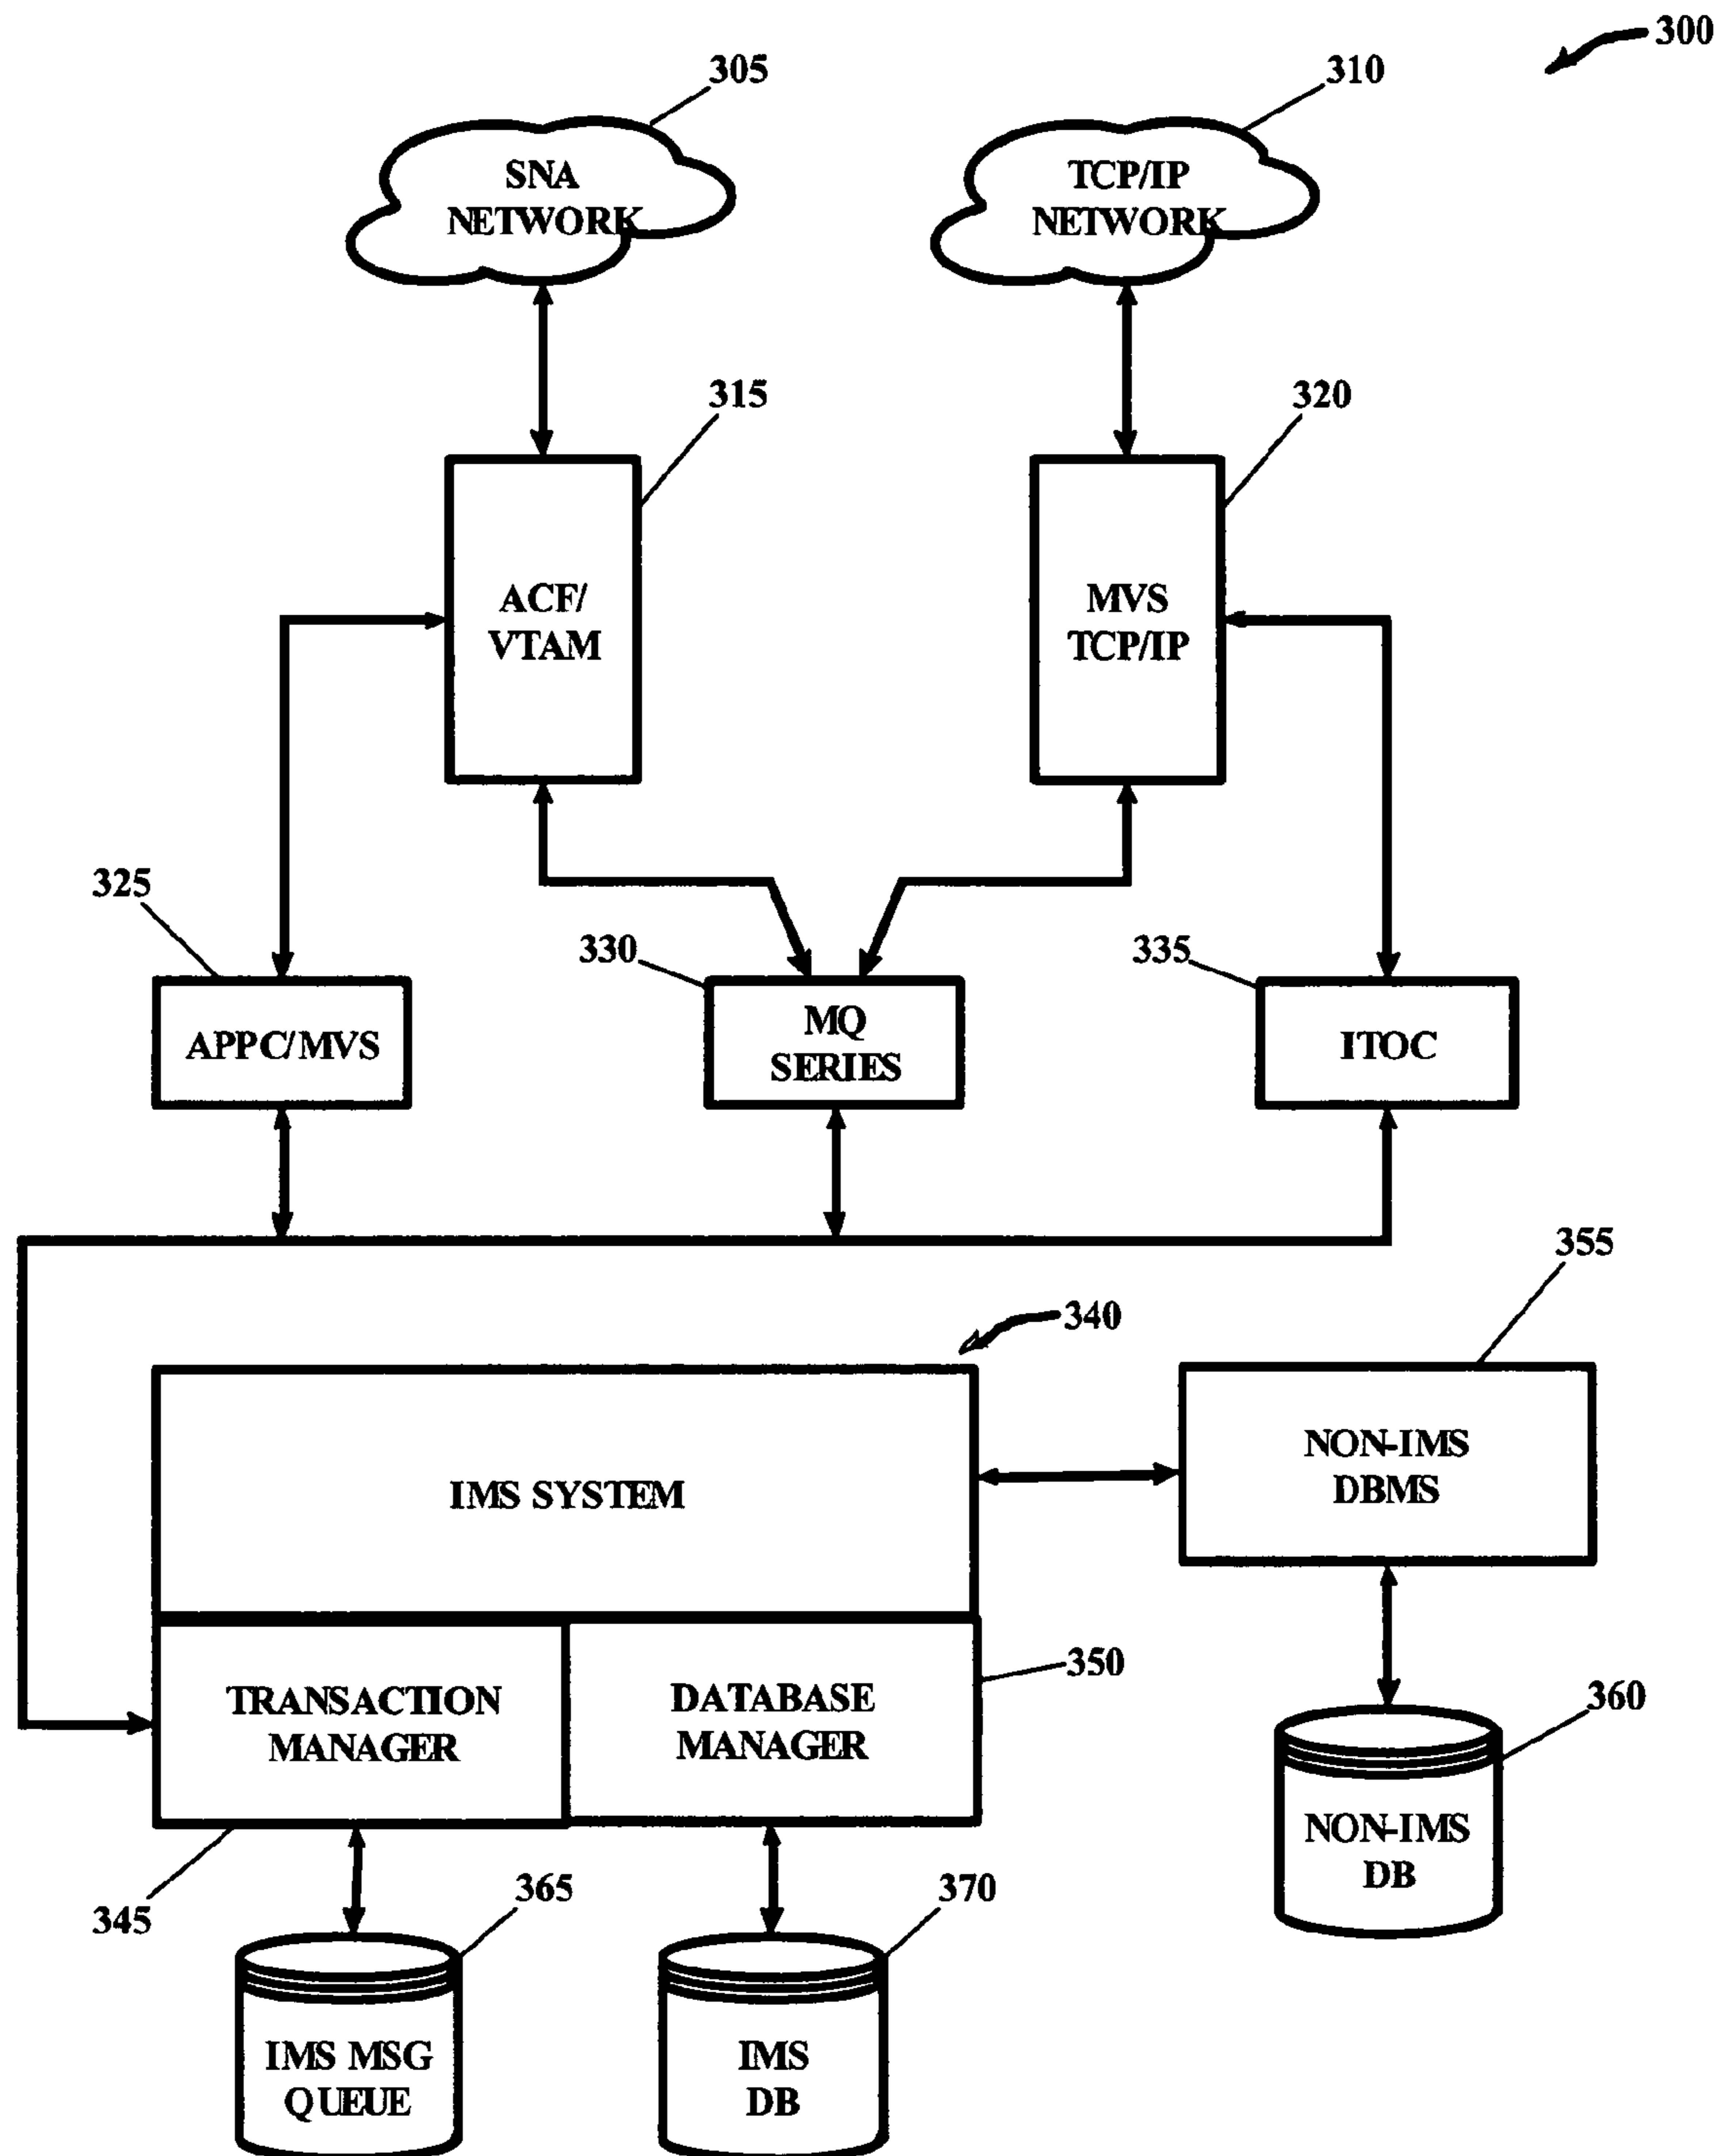 300
305
310
SNA
NETWORK
TCP/IP
NETWORK
315
320
ACF/
VTAM
MVS
TCP/IP
325
330
335
APPC/MVS
MQ
SERIES
ITOC
355
340
IMS SYSTEM
NON-IMS
DBMS
350
TRANSACTION
MANAGER
DATABASE
MANAGER
360
345
365
370
NON-IMS
DB
IMS MSG
QUEUE
IMS
DB